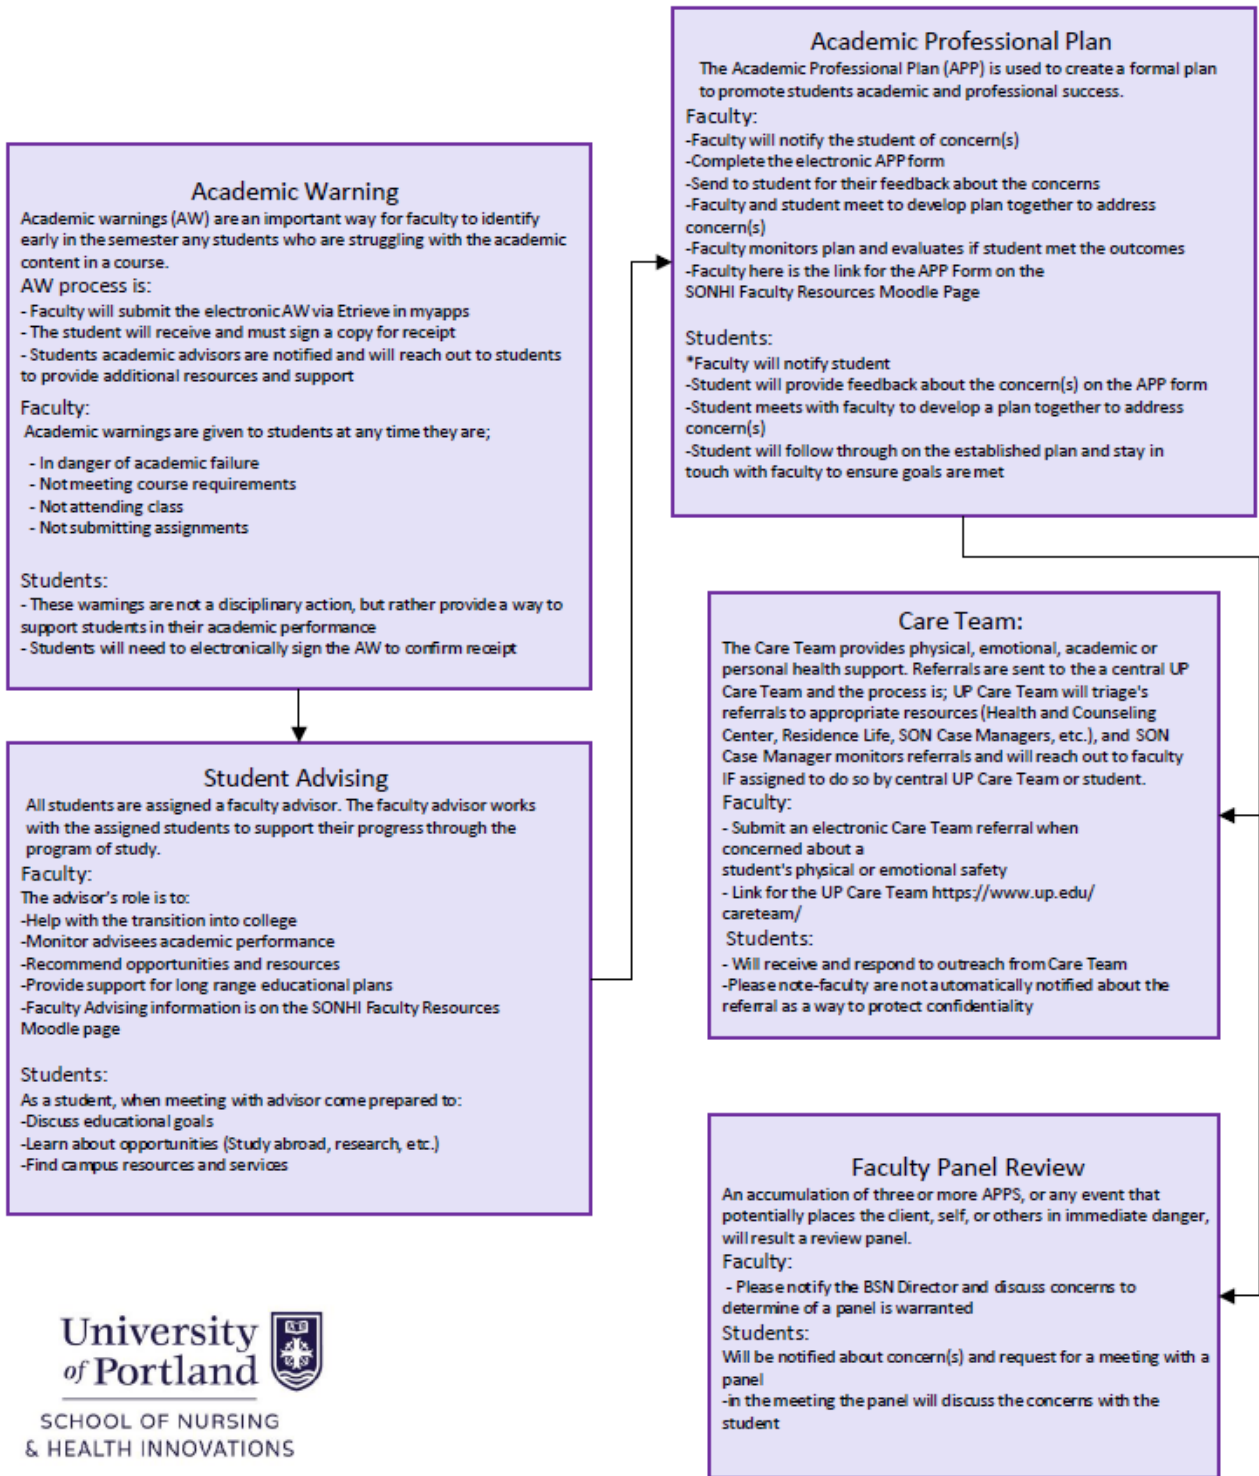 Academic Warning
Academic warnings (AW) are an important way for faculty to identify
early in the semester any students who are struggling with the academic
content in a course.
AW process is:
- Faculty will submit the electronic AW via Etrieve in myapps
- The student will receive and must sign a copy for receipt
- Students academic advisors are notified and will reach out to students
to provide additional resources and support
Faculty:
Academic warnings are given to students at any time they are;
- In danger of academic failure
- Not meeting course requirements
- Not attending class
- Not submitting assignments
Students:
- These warnings are not a disciplinary action, but rather provide a way to
support students in their academic performance
- Students will need to electronically sign the AW to confirm receipt
Student Advising
All students are assigned a faculty advisor. The faculty advisor works
with the assigned students to support their progress through the
program of study.
Faculty:
The advisor's role is to:
-Help with the transition into college
-Monitor advisees academic performance
-Recommend opportunities and resources
-Provide support for long range educational plans
-Faculty Advising information is on the SONHI Faculty Resources
Moodle page
Students:
As a student, when meeting with advisor come prepared to:
-Discuss educational goals
-Learn about opportunities (Study abroad, research, etc.)
-Find campus resources and services
Academic Professional Plan
The Academic Professional Plan (APP) is used to create a formal plan
to promote students academic and professional success.
Faculty:
-Faculty will notify the student of concern(s)
-Complete the electronic APP form
-Send to student for their feedback about the concerns
-Faculty and student meet to develop plan together to address
concern(s)
-Faculty monitors plan and evaluates if student met the outcomes
-Faculty here is the link for the APP Form on the
SONHI Faculty Resources Moodle Page
Students:
*Faculty will notify student
-Student will provide feedback about the concern(s) on the APP form
-Student meets with faculty to develop a plan together to address
concern(s)
-Student will follow through on the established plan and stay in
touch with faculty to ensure goals are met
Care Team:
The Care Team provides physical, emotional, academic or
personal health support. Referrals are sent to the a central UP
Care Team and the process is; UP Care Team will triage's
referrals to appropriate resources (Health and Counseling
Center, Residence Life, SON Case Managers, etc.), and SON
Case Manager monitors referrals and will reach out to faculty
IF assigned to do so by central UP Care Team or student.
Faculty:
- Submit an electronic Care Team referral when
concerned about a
student's physical or emotional safety
- Link for the UP Care Team https://www.up.edu/
careteam/
Students:
- Will receive and respond to outreach from Care Team
-Please note-faculty are not automatically notified about the
referral as a way to protect confidentiality
Faculty Panel Review
An accumulation of three or more APPS, or any event that
potentially places the client, self, or others in immediate danger,
will result a review panel.
Faculty:
- Please notify the BSN Director and discuss concerns to
determine of a panel is warranted
Students:
Will be notified about concern(s) and request for a meeting with a
panel
-in the meeting the panel will discuss the concerns with the
student
University
of Portland
SCHOOL OF NURSING
& HEALTH INNOVATIONS